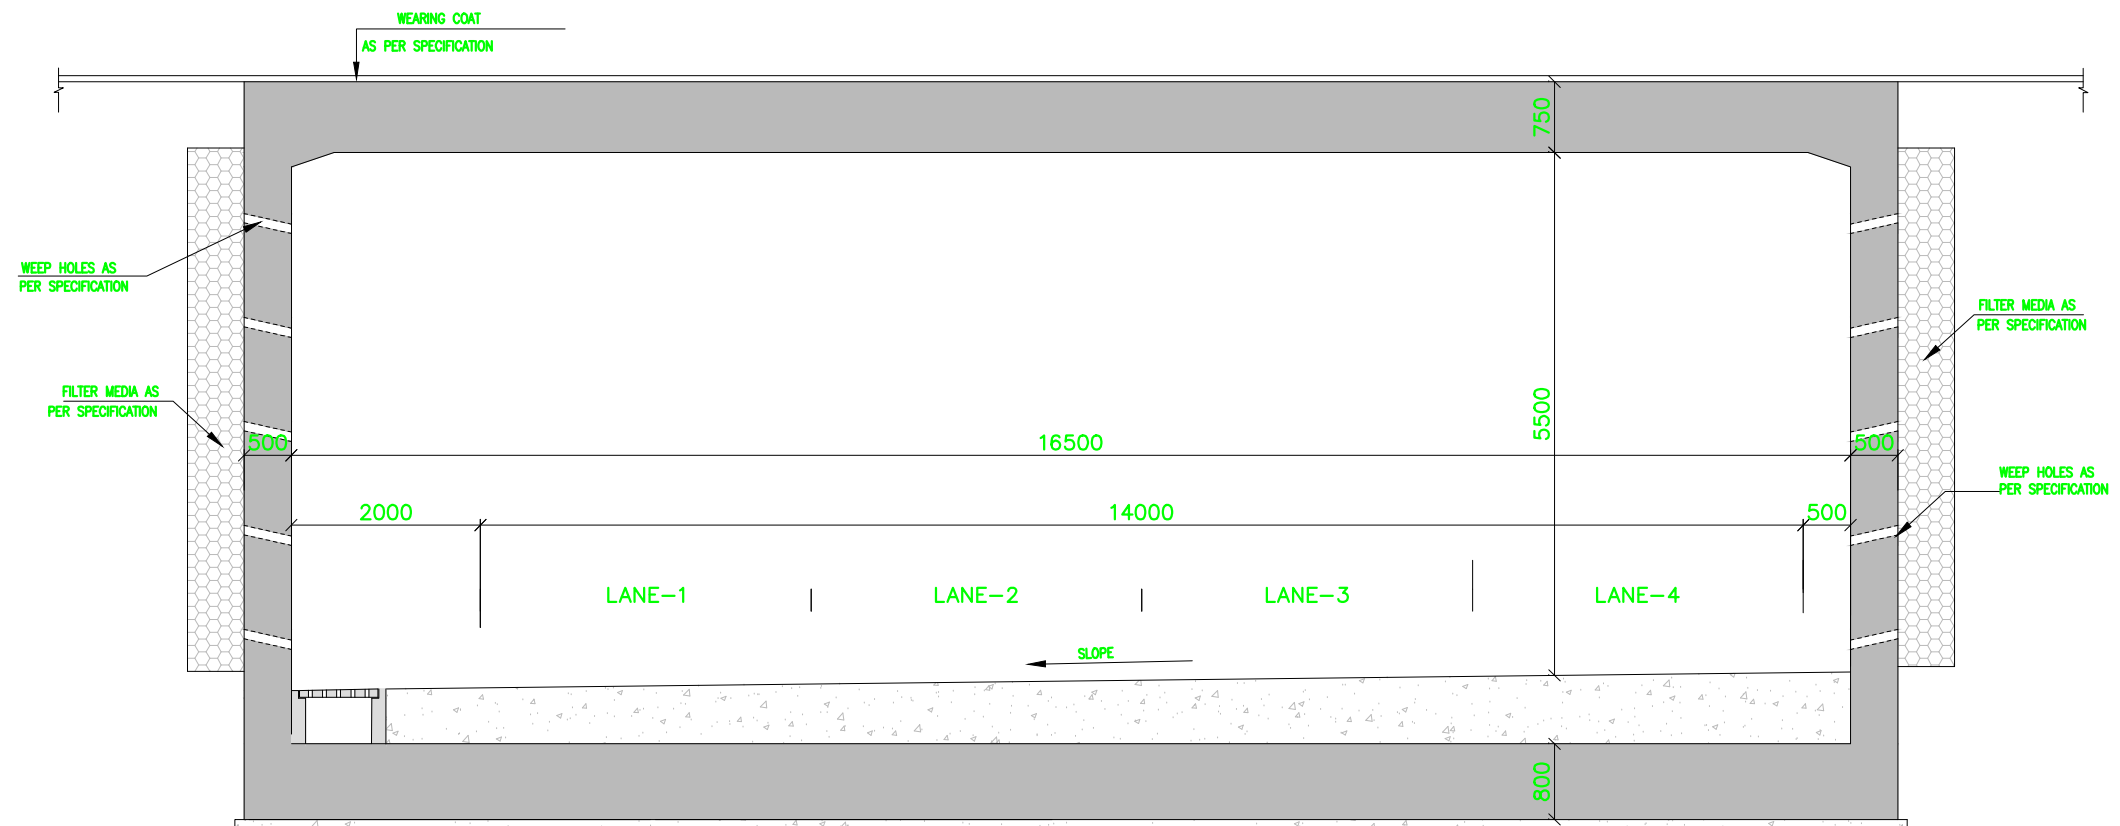 WEARING COAT
AS PER SPECIFICATION
750
WEEP HOLES AS
PER SPECIFICATION
FILTER MEDIA AS
PER SPECIFICATION
FILTER MEDIA AS
PER SPECIFICATION
5500
500
16500
500
WEEP HOLES AS
PER SPECIFICATION
2000
14000
500
LANE-1
LANE-2
LANE-3
LANE-4
SLOPE
800